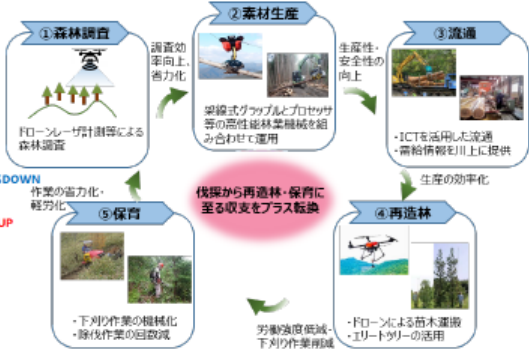 ①森林調査
ドローンレーザ計測等による
森林調査
調査効
率向上、
省力化
②素材生産
架線式グラップルとプロセッサ
等の高性能林業機械を組
み合わせて運用
生産性・
安全性の
向上
③流通
・ICTを活用した流通
・需給情報を川上に提供
生産の効率化
④再造林
・ドローンによる苗木運搬
・エリートツリーの活用
労働強度低減・
下刈り作業削減
⑤保育
・下刈り作業の機械化
・除伐作業の回数減
DOWN
作業の省力化・
軽労化
UP
伐採から再造林・保育に
至る収支をプラス転換